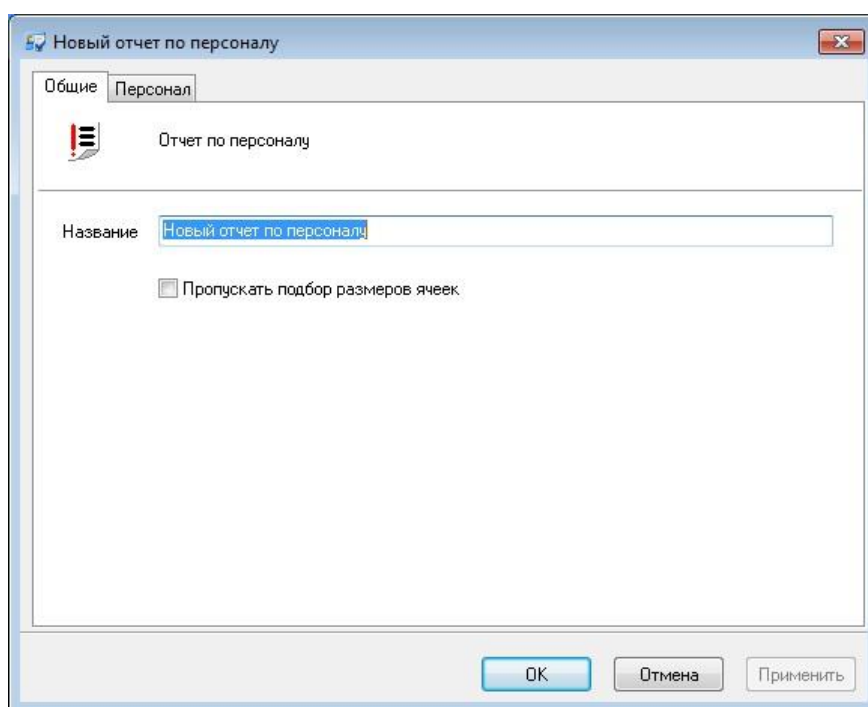 Новый отчет по персоналу
Общие Персонал
Отчет по персоналу
Название Новый отчет по персоналу
Пропускать подбор размеров ячеек
OK Отмена Применить